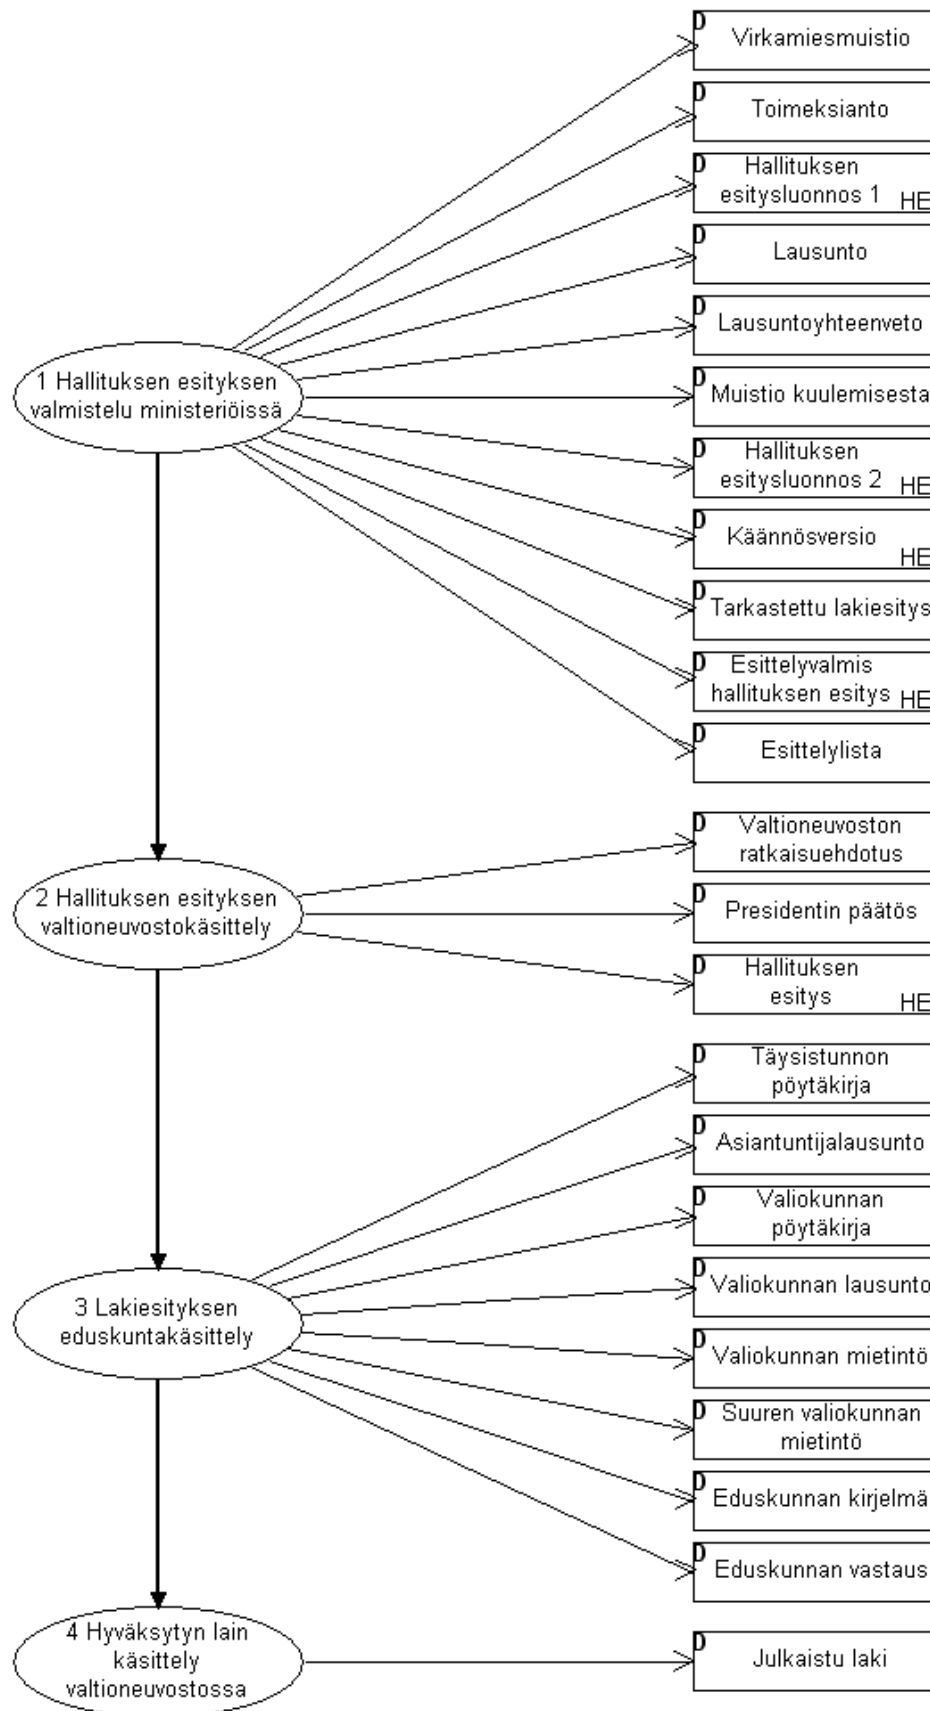 D
Virkamiesmuistio
D
Toimeksianto
D
Hallituksen
esitysluonnos 1
HE
D
Lausunto
D
Lausuntoyhteenveto
1 Hallituksen esityksen
valmistelu ministeriöissä
D
Muistio kuulemisesta
D
Hallituksen
esitysluonnos 2
HE
D
Käännösversio
HE
D
Tarkastettu lakiesitys
D
Esittelyvalmis
hallituksen esitys
HE
D
Esittelylista
D
Valtioneuvoston
ratkaisuehdotus
2 Hallituksen esityksen
valtioneuvostokäsittely
D
Presidentin päätös
D
Hallituksen
esitys
HE
D
Täysistunnon
pöytäkirja
D
Asiantuntijalausunto
D
Valiokunnan
pöytäkirja
D
Valiokunnan lausunto
3 Lakiesityksen
eduskuntakäsittely
D
Valiokunnan mietintö
D
Suuren valiokunnan
mietintö
D
Eduskunnan kirjelmä
D
Eduskunnan vastaus
4 Hyväksytyn lain
käsittely
valtioneuvostossa
D
Julkaistu laki